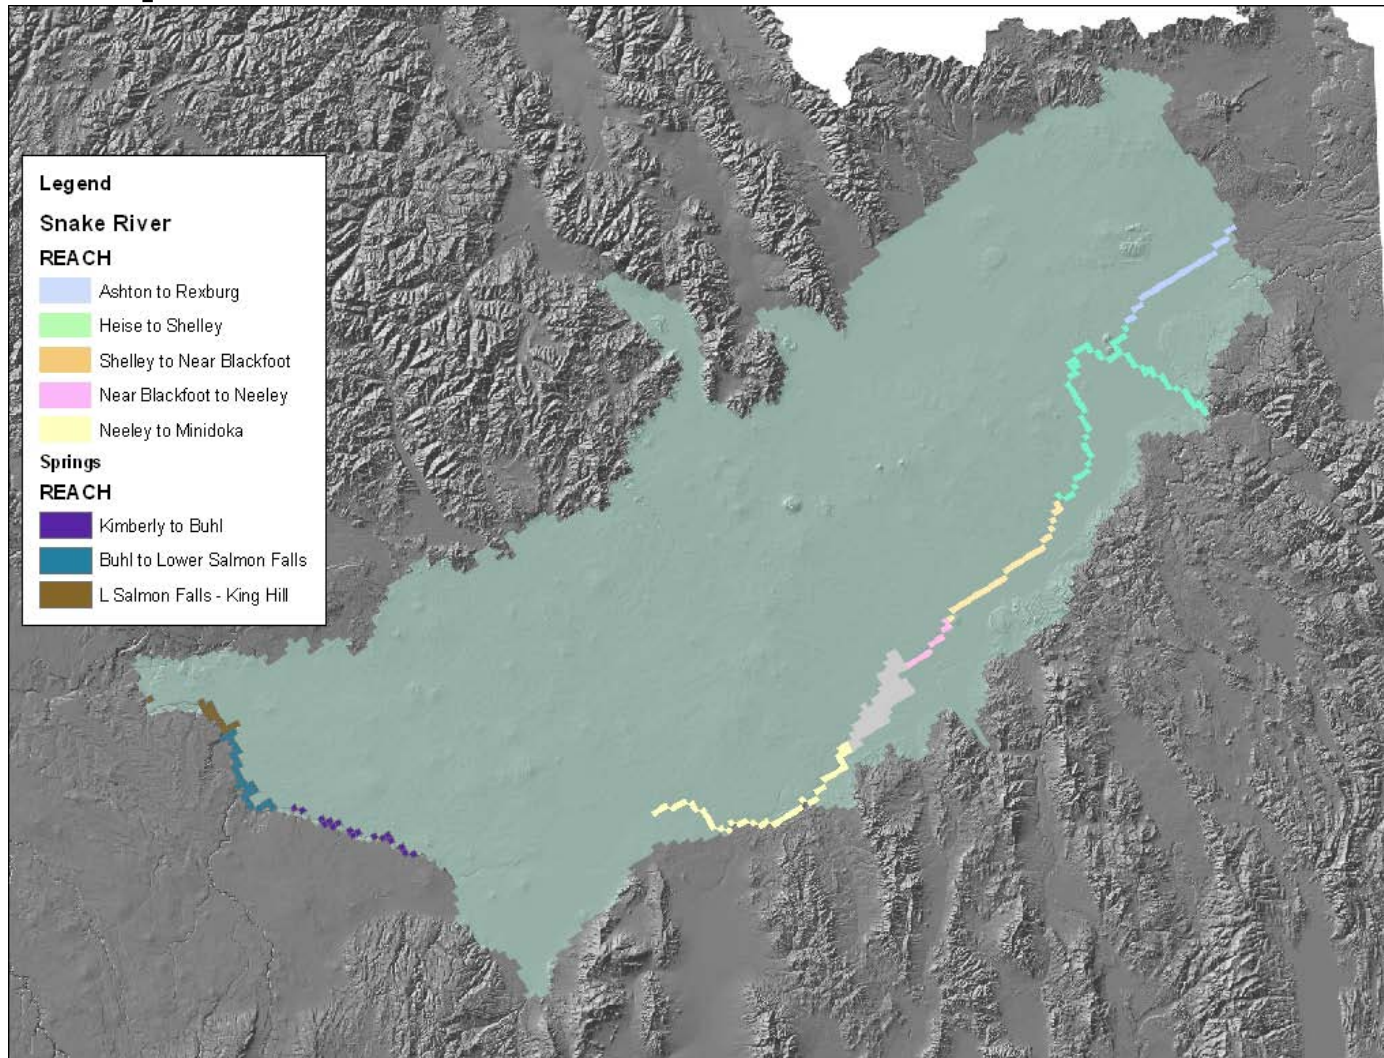 Legend
Snake River
REACH
Ashton to Rexburg
Heise to Shelley
Shelley to Near Blackfoot
Near Blackfoot to Neeley
Neeley to Minidoka
Springs
REACH
Kimberly to Buhl
Buhl to Lower Salmon Falls
L Salmon Falls - King Hill